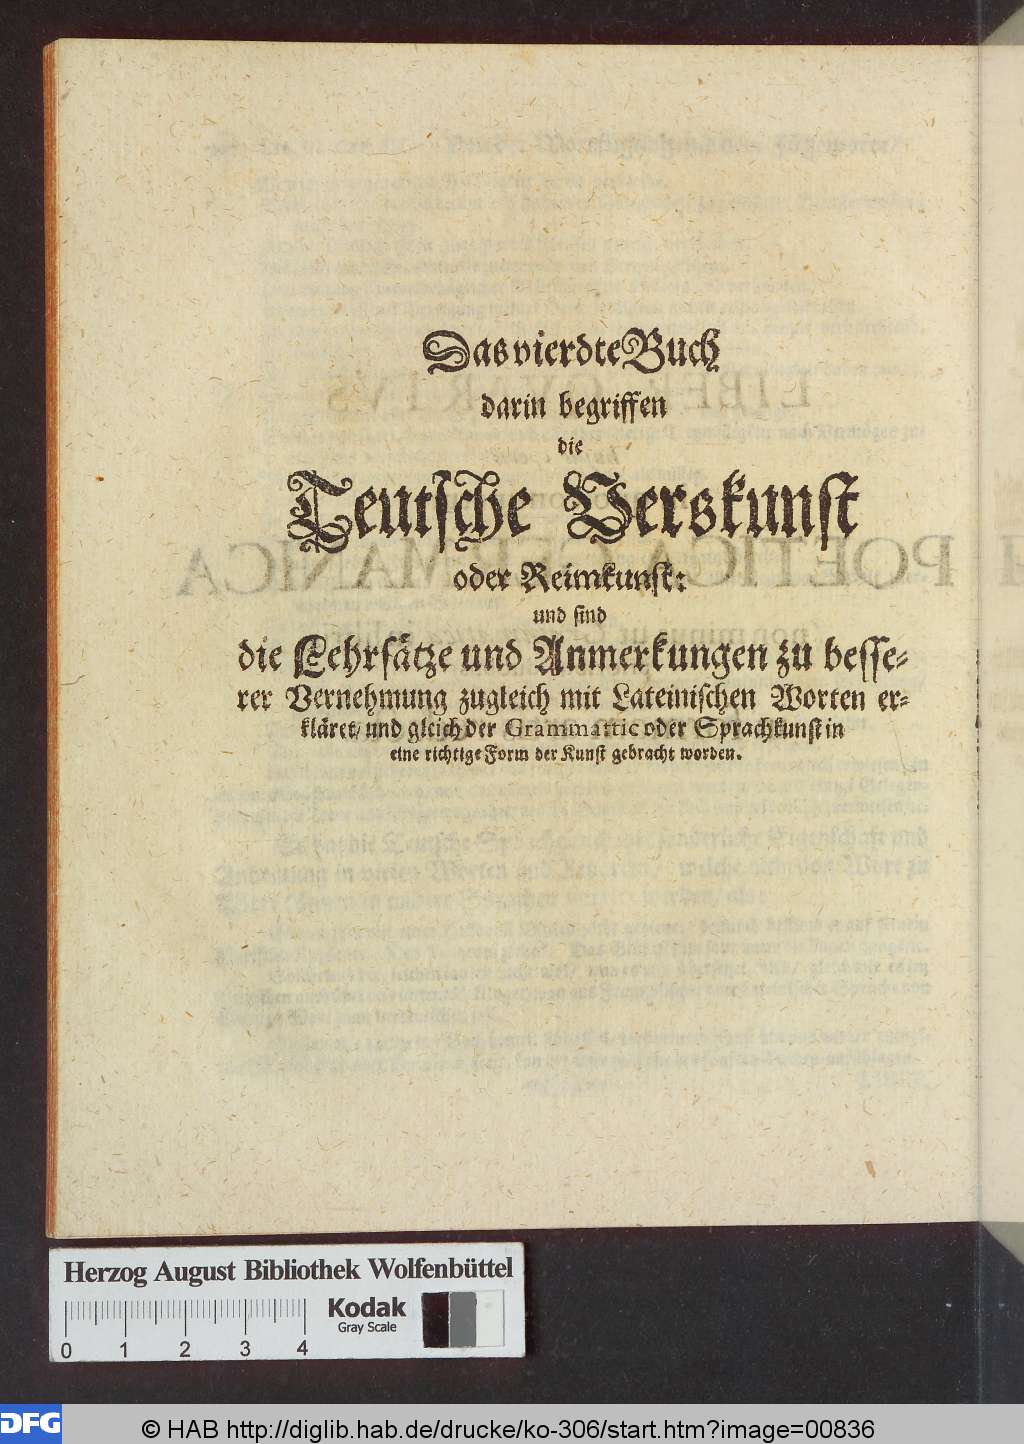 Das vierdte Buch
darin begriffen
die
Teutsche Verskunst
oder Reimkunst:
und sind
die Lehrsätze und Anmerkungen zu besse-
rer Vernehmung zugleich mit Lateinischen Worten er-
kläret/ und gleich der Grammattic oder Sprachkunst in
eine richtige Form der Kunst gebracht worden.
Herzog August Bibliothek Wolfenbüttel
Kodak
Gray Scale
0 1 2 3 4
DFG
© HAB http://diglib.hab.de/drucke/ko-306/start.htm?image=00836